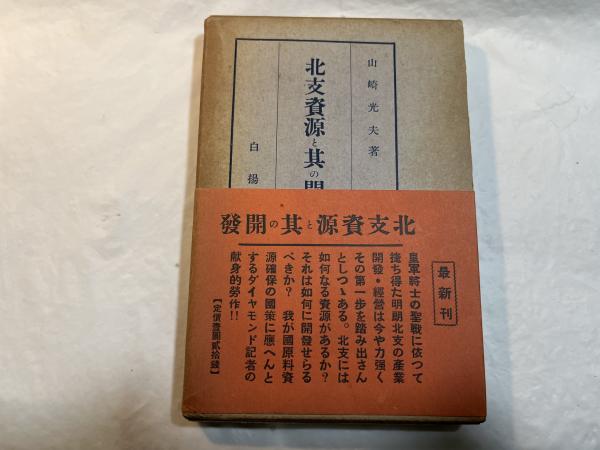 山崎光夫著
北支資源と其の開
白揚
北支資源と其の開發
最新刊
皇軍將士の聖戰に依つて
捷ち得た明朗北支の產業
開發・經營は今や力强く
その第一步を踏み出さん
としつゝある。北支には
如何なる資源があるか？
それは如何に開發せらる
べきか？　我が國原料資
源確保の國策に應へんと
するダイヤモンド記者の
献身的勞作!!
【定價壹圓貳拾錢】